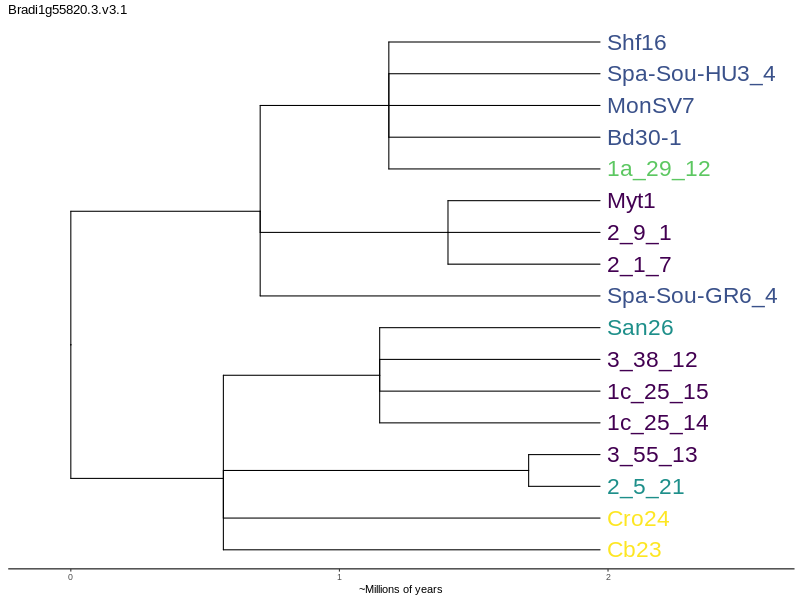 Bradi1g55820.3.v3.1
Shf16
Spa-Sou-HU3_4
MonSV7
Bd30-1
1a_29_12
Myt1
2_9_1
2_1_7
Spa-Sou-GR6_4
San26
3_38_12
1c_25_15
1c_25_14
3_55_13
2_5_21
Cro24
Cb23
0 1 2
~Millions of years